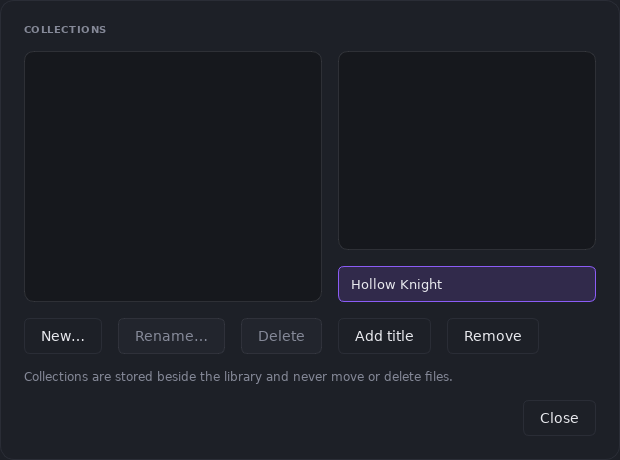 COLLECTIONS
Hollow Knight
New... Rename... Delete Add title Remove
Collections are stored beside the library and never move or delete files.
Close